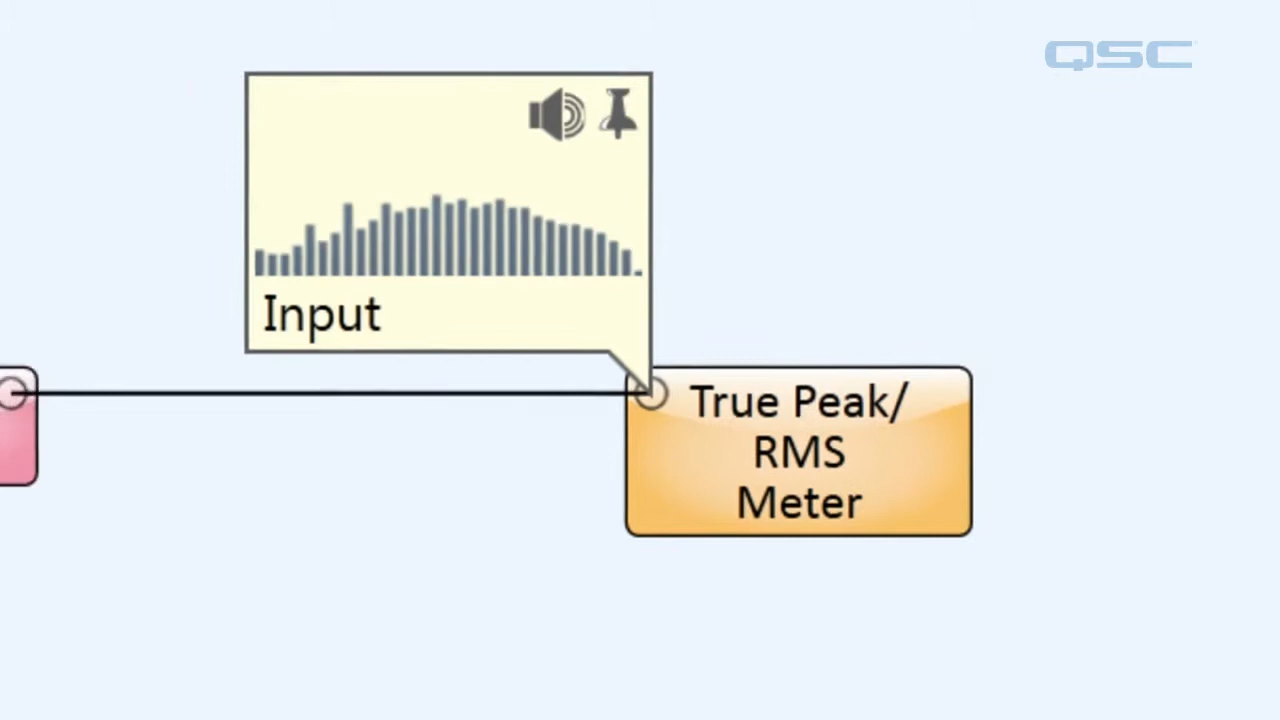 QSC
Input
True Peak/
RMS
Meter